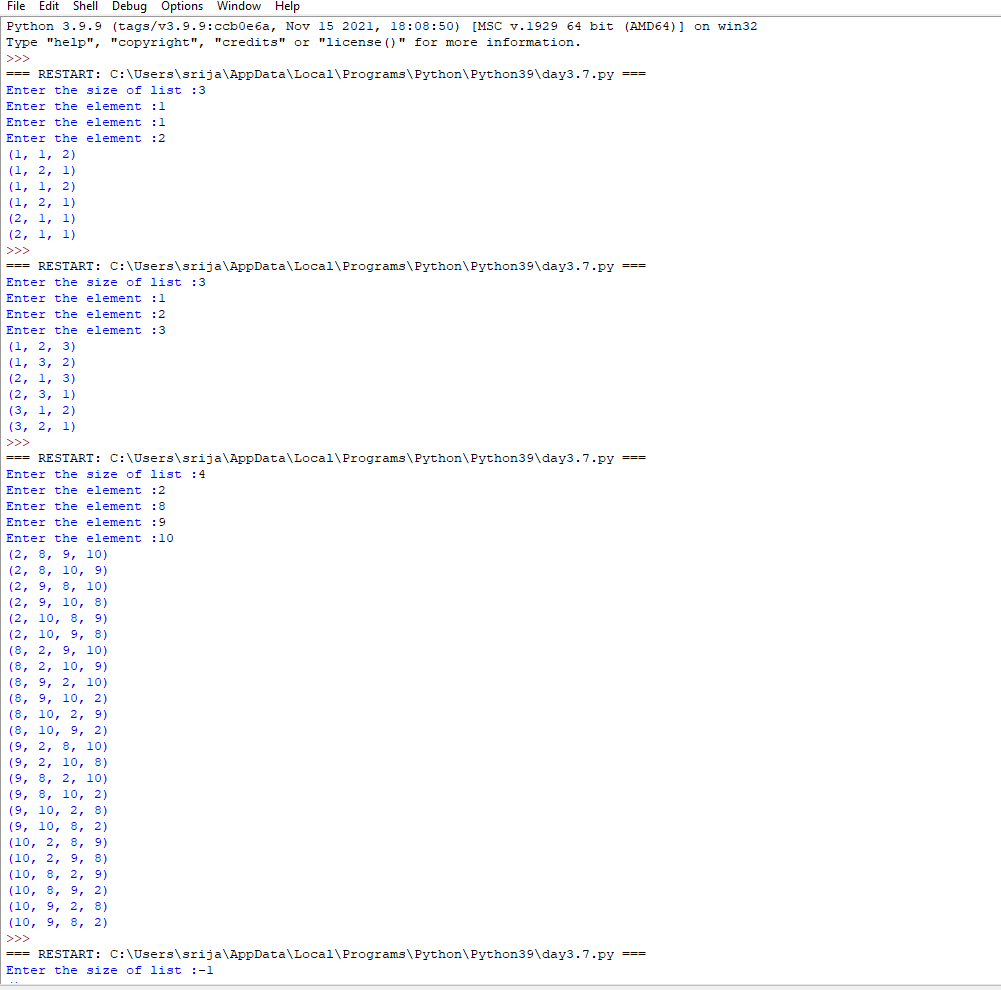 File Edit Shell Debug Options Window Help
Python 3.9.9 (tags/v3.9.9:ccb0e6a, Nov 15 2021, 18:08:50) [MSC v.1929 64 bit (AMD64)] on win32
Type "help", "copyright", "credits" or "license()" for more information.
>>>
=== RESTART: C:\Users\srija\AppData\Local\Programs\Python\Python39\day3.7.py ===
Enter the size of list :3
Enter the element :1
Enter the element :1
Enter the element :2
(1, 1, 2)
(1, 2, 1)
(1, 1, 2)
(1, 2, 1)
(2, 1, 1)
(2, 1, 1)
>>>
=== RESTART: C:\Users\srija\AppData\Local\Programs\Python\Python39\day3.7.py ===
Enter the size of list :3
Enter the element :1
Enter the element :2
Enter the element :3
(1, 2, 3)
(1, 3, 2)
(2, 1, 3)
(2, 3, 1)
(3, 1, 2)
(3, 2, 1)
>>>
=== RESTART: C:\Users\srija\AppData\Local\Programs\Python\Python39\day3.7.py ===
Enter the size of list :4
Enter the element :2
Enter the element :8
Enter the element :9
Enter the element :10
(2, 8, 9, 10)
(2, 8, 10, 9)
(2, 9, 8, 10)
(2, 9, 10, 8)
(2, 10, 8, 9)
(2, 10, 9, 8)
(8, 2, 9, 10)
(8, 2, 10, 9)
(8, 9, 2, 10)
(8, 9, 10, 2)
(8, 10, 2, 9)
(8, 10, 9, 2)
(9, 2, 8, 10)
(9, 2, 10, 8)
(9, 8, 2, 10)
(9, 8, 10, 2)
(9, 10, 2, 8)
(9, 10, 8, 2)
(10, 2, 8, 9)
(10, 2, 9, 8)
(10, 8, 2, 9)
(10, 8, 9, 2)
(10, 9, 2, 8)
(10, 9, 8, 2)
>>>
=== RESTART: C:\Users\srija\AppData\Local\Programs\Python\Python39\day3.7.py ===
Enter the size of list :-1